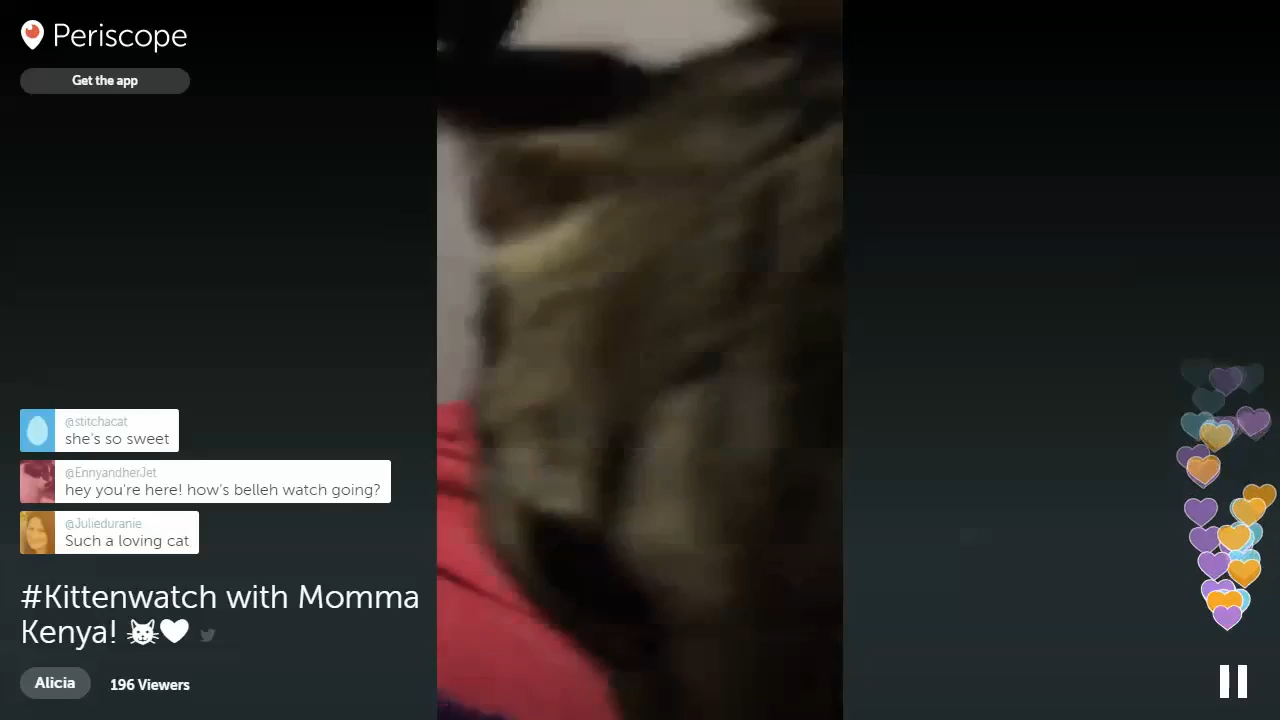 Periscope
Get the app
@stitchacat
she's so sweet
@EnnyandherJet
hey you're here! how's belleh watch going?
@Julieduranie
Such a loving cat
#Kittenwatch with Momma
Kenya! 😺🤍
Alicia
196 Viewers